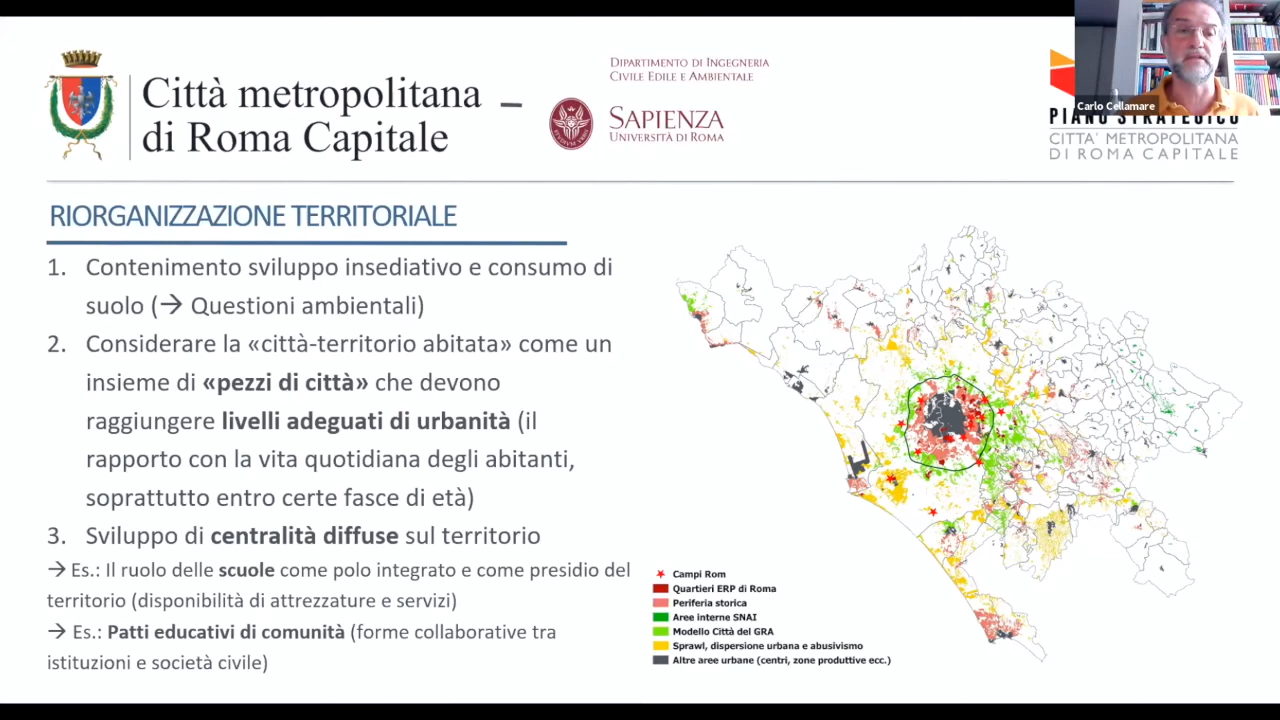 Città metropolitana
di Roma Capitale
DIPARTIMENTO DI INGEGNERIA
CIVILE EDILE E AMBIENTALE
SAPIENZA
UNIVERSITÀ DI ROMA
Carlo Cellamare
PIANO STRATEGICO
CITTA' METROPOLITANA
DI ROMA CAPITALE
RIORGANIZZAZIONE TERRITORIALE
1. Contenimento sviluppo insediativo e consumo di
suolo (→ Questioni ambientali)
2. Considerare la «città-territorio abitata» come un
insieme di «pezzi di città» che devono
raggiungere livelli adeguati di urbanità (il
rapporto con la vita quotidiana degli abitanti,
soprattutto entro certe fasce di età)
3. Sviluppo di centralità diffuse sul territorio
→ Es.: Il ruolo delle scuole come polo integrato e come presidio del
territorio (disponibilità di attrezzature e servizi)
→ Es.: Patti educativi di comunità (forme collaborative tra
istituzioni e società civile)
Campi Rom
Quartieri ERP di Roma
Periferia storica
Aree interne SNAI
Modello Città del GRA
Sprawl, dispersione urbana e abusivismo
Altre aree urbane (centri, zone produttive ecc.)